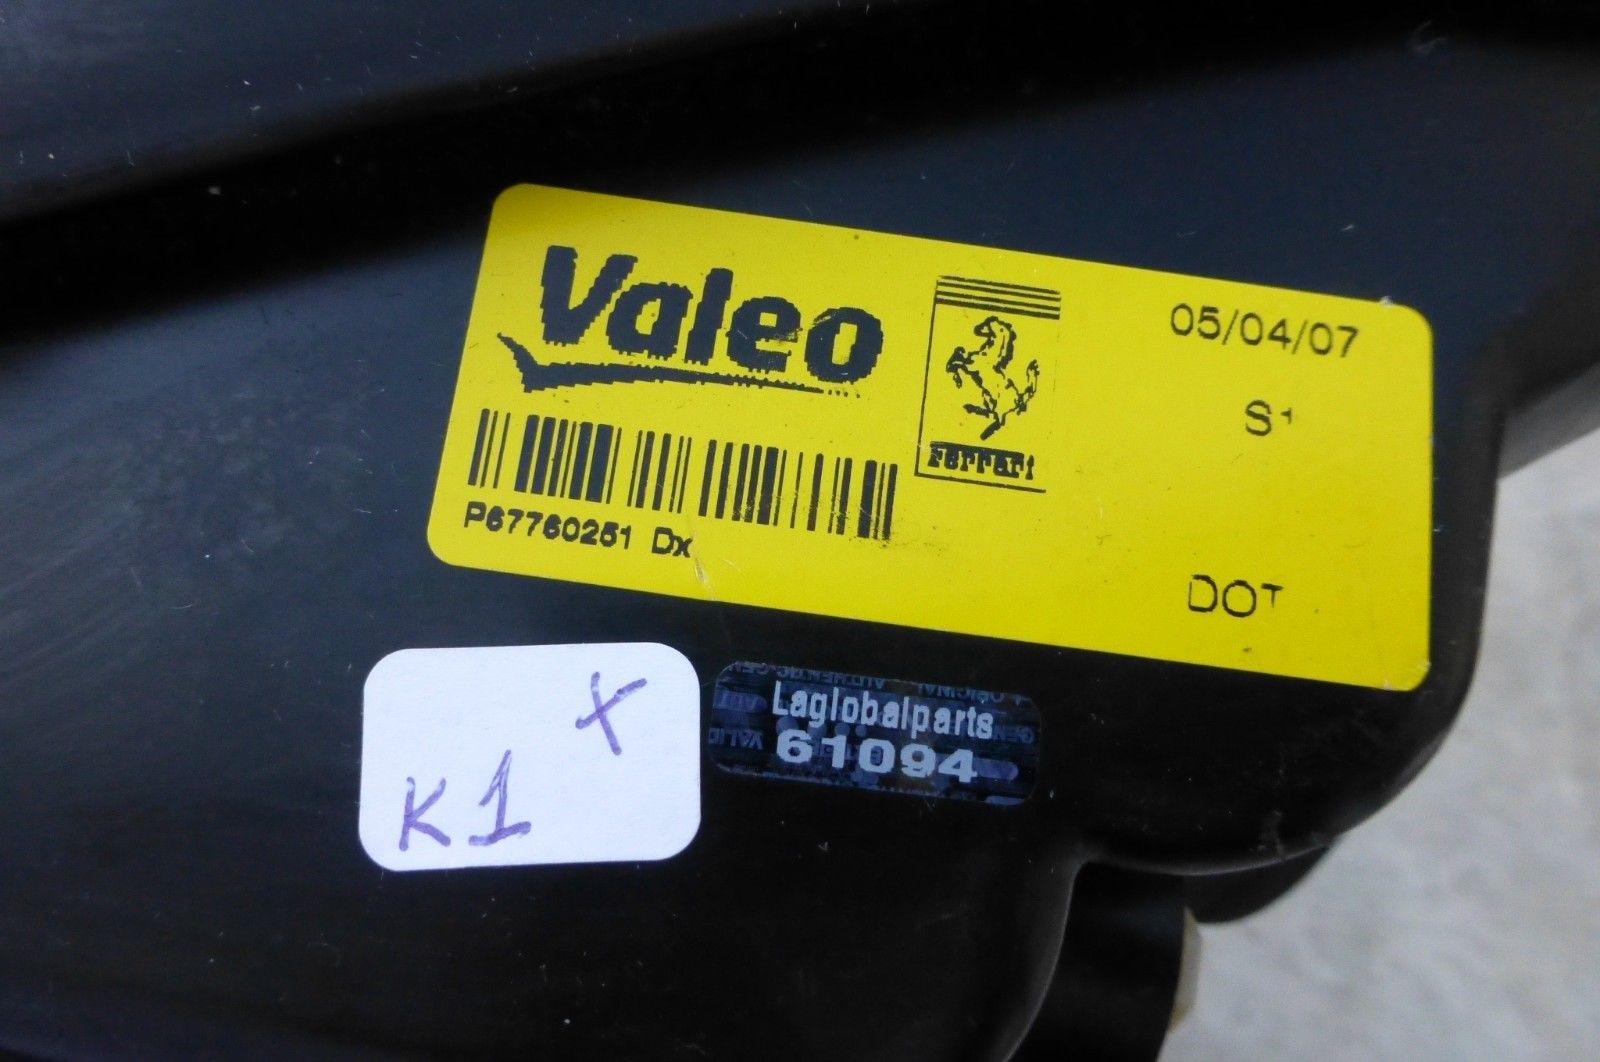 Valeo
Ferrari
05/04/07
S1
P67760251 Dx
DOT
X
K1
Laglobalparts
61094